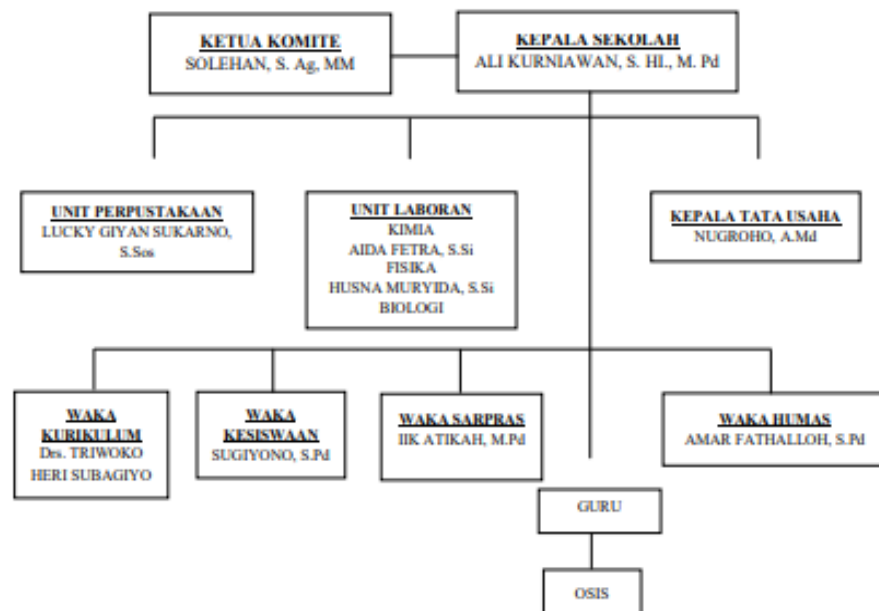 KETUA KOMITE
SOLEHAN, S. Ag, MM
KEPALA SEKOLAH
ALI KURNIAWAN, S. HI., M. Pd
UNIT PERPUSTAKAAN
LUCKY GIYAN SUKARNO,
S.Sos
UNIT LABORAN
KIMIA
AIDA FETRA, S.Si
FISIKA
HUSNA MURYIDA, S.Si
BIOLOGI
KEPALA TATA USAHA
NUGROHO, A.Md
WAKA
KURIKULUM
Drs. TRIWOKO
HERI SUBAGIYO
WAKA
KESISWAAN
SUGIYONO, S.Pd
WAKA SARPRAS
IIK ATIKAH, M.Pd
WAKA HUMAS
AMAR FATHALLOH, S.Pd
GURU
OSIS